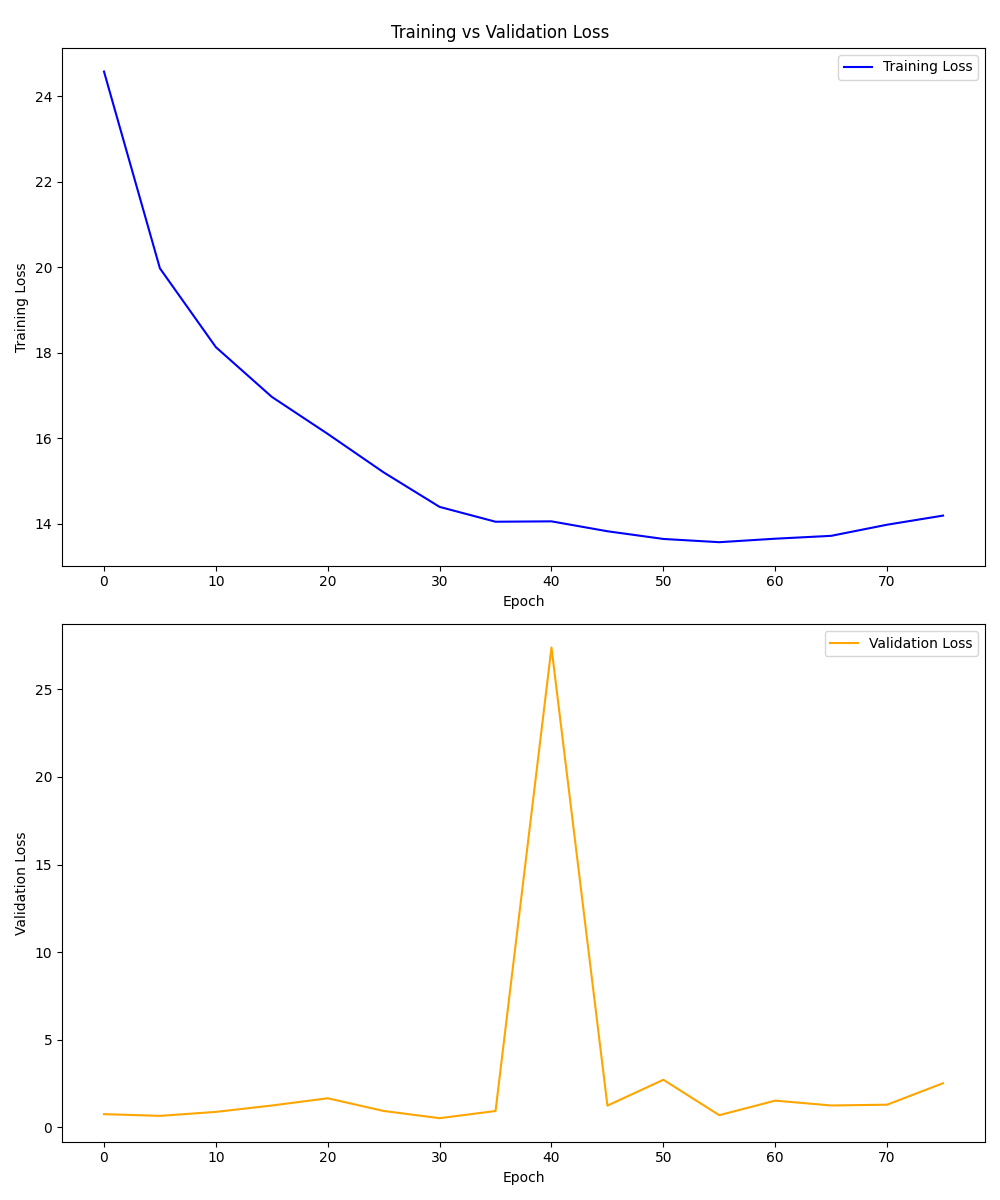 Training vs Validation Loss
Training Loss
24
22
20
18
16
14
Training Loss
0 10 20 30 40 50 60 70
Epoch
Validation Loss
25
20
15
10
5
0
Validation Loss
0 10 20 30 40 50 60 70
Epoch